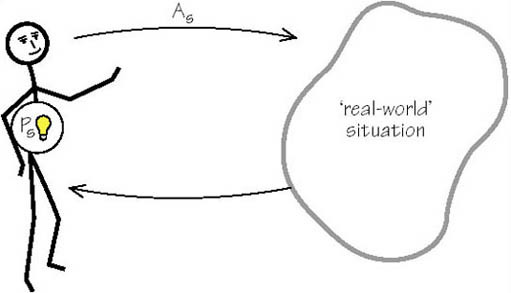 As
Ps
‘real-world’
situation